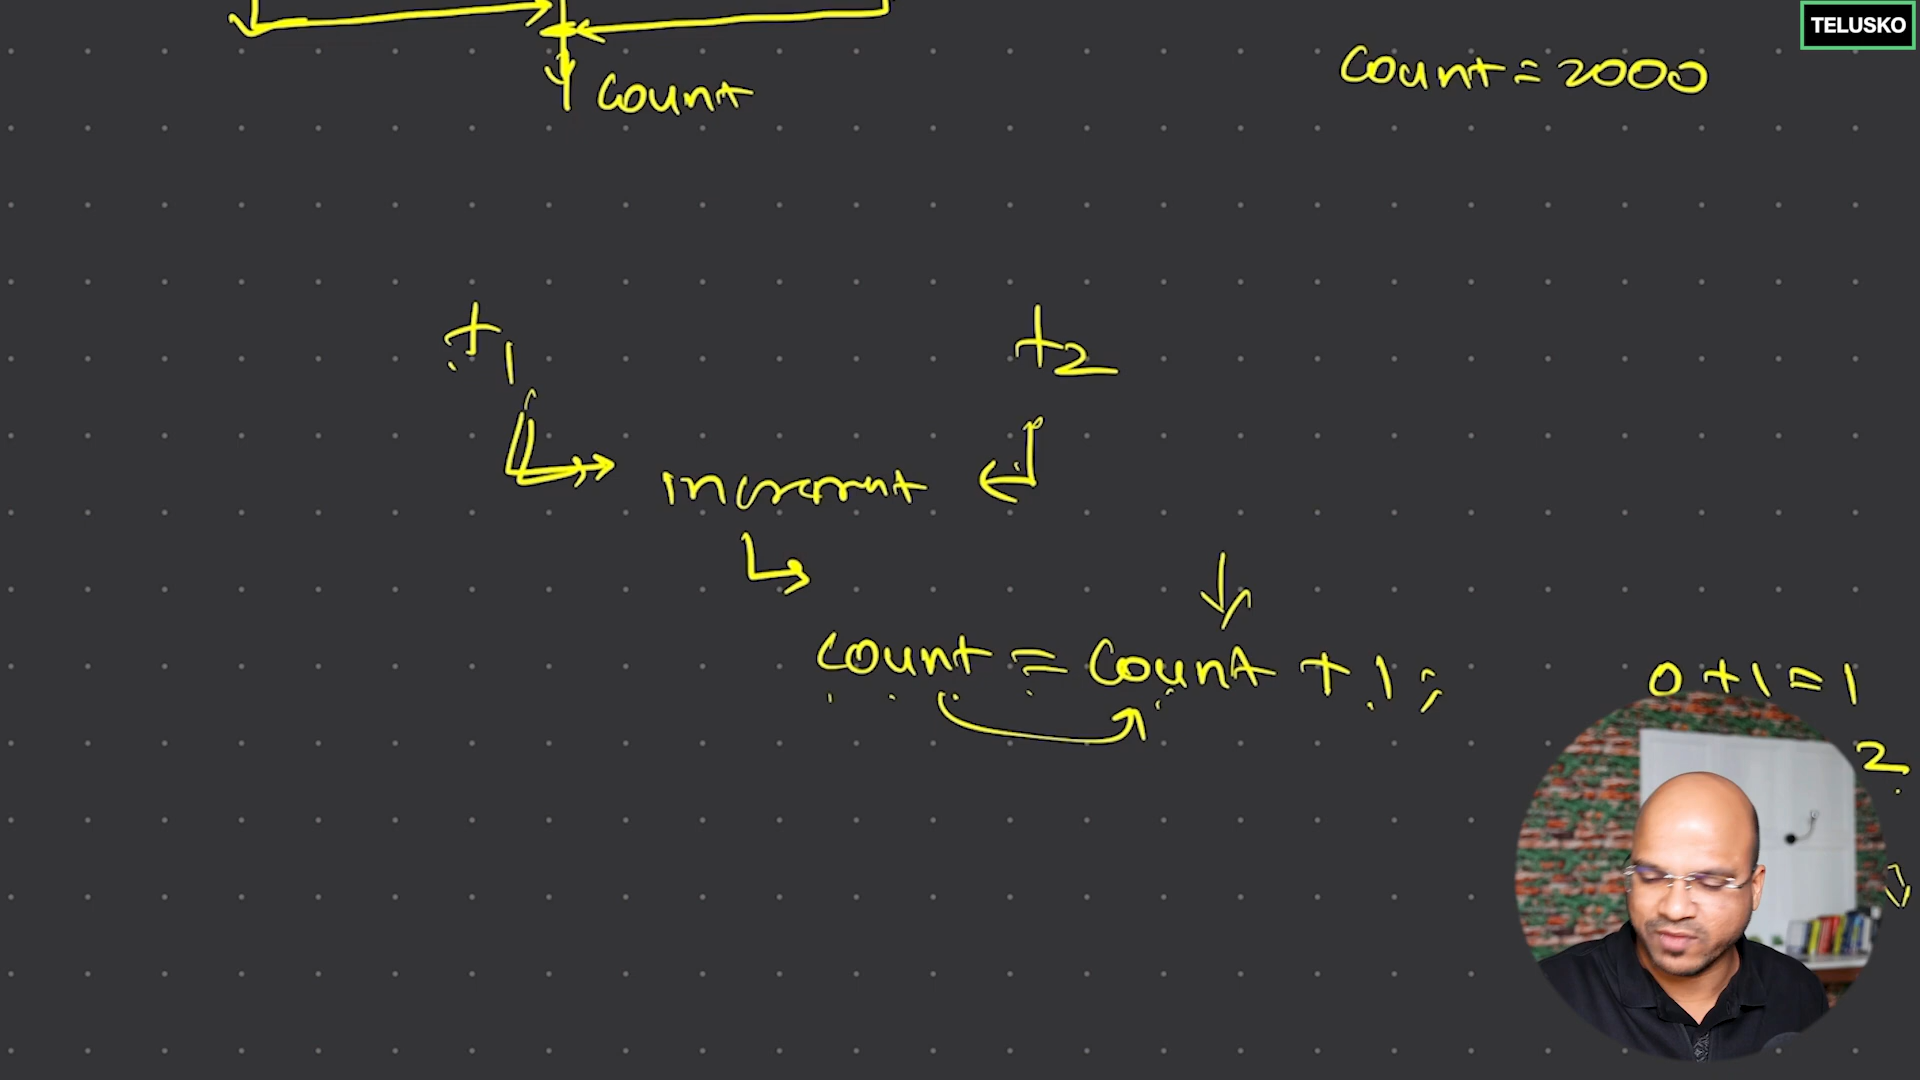 TELUSKO
count = 2000
count
t1
t2
increment
count = count + 1;
0 + 1 = 1
2